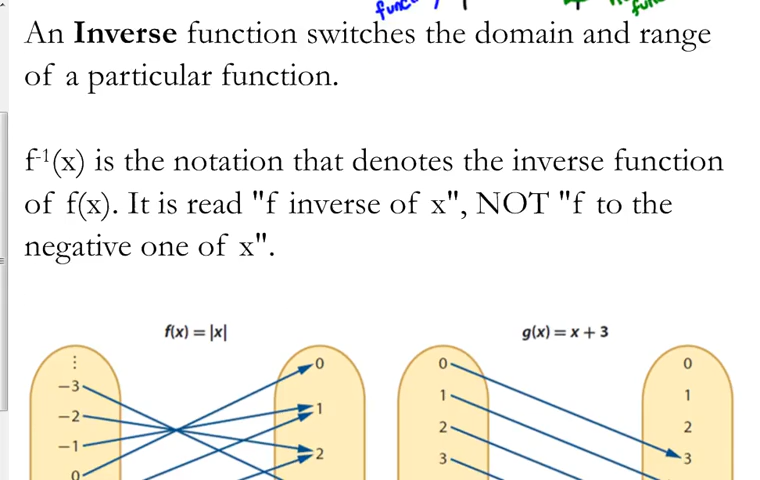 func
An Inverse function switches the domain and range
of a particular function.
f⁻¹(x) is the notation that denotes the inverse function
of f(x). It is read "f inverse of x", NOT "f to the
negative one of x".
f(x) = |x|
g(x) = x + 3
⋮
−3
−2
−1
0
0
1
2
0
1
2
3
0
1
2
3